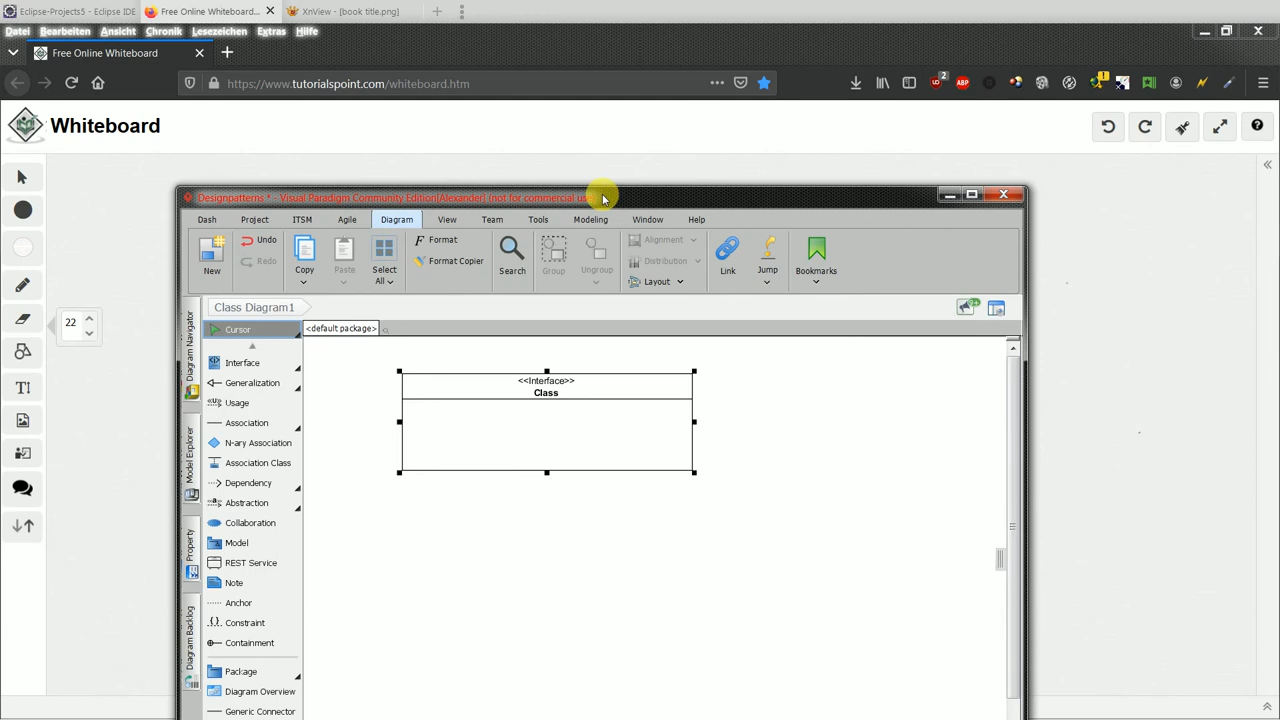 Eclipse-Projects5 - Eclipse IDE Free Online Whiteboard... XnView - [book title.png]
Datei Bearbeiten Ansicht Chronik Lesezeichen Extras Hilfe
Free Online Whiteboard
https://www.tutorialspoint.com/whiteboard.htm
2
ABP
Whiteboard
Designpatterns * - Visual Paradigm Community Edition[Alexander] (not for commercial us
Dash Project ITSM Agile Diagram View Team Tools Modeling Window Help
New
Undo
Redo
Copy
Paste
Select
All
Format
Format Copier
Search
Group
Ungroup
Alignment
Distribution
Layout
Link
Jump
Bookmarks
Class Diagram1
22
Diagram Navigator
Model Explorer
Property
Diagram Backlog
Cursor
<default package>
Interface
Generalization
Usage
Association
N-ary Association
Association Class
Dependency
Abstraction
Collaboration
Model
REST Service
Note
Anchor
Constraint
Containment
Package
Diagram Overview
Generic Connector
<<Interface>>
Class